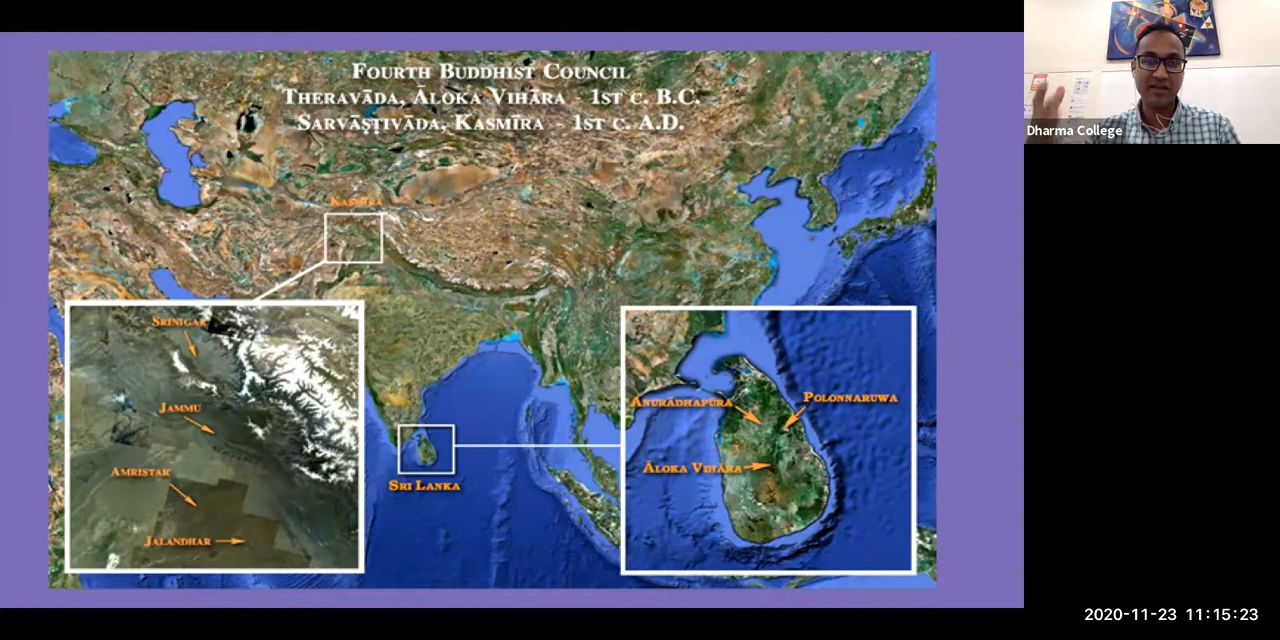 Fourth Buddhist Council
Theravāda, Āloka Vihāra - 1st c. B.C.
Sarvāṣtivāda, Kasmīra - 1st c. A.D.
Kasmīra
Srinigar
Jammu
Amristar
Jalandhar
Sri Lanka
Anurādhapura
Polonnaruwa
Āloka Vihāra
Dharma College
2020-11-23 11:15:23